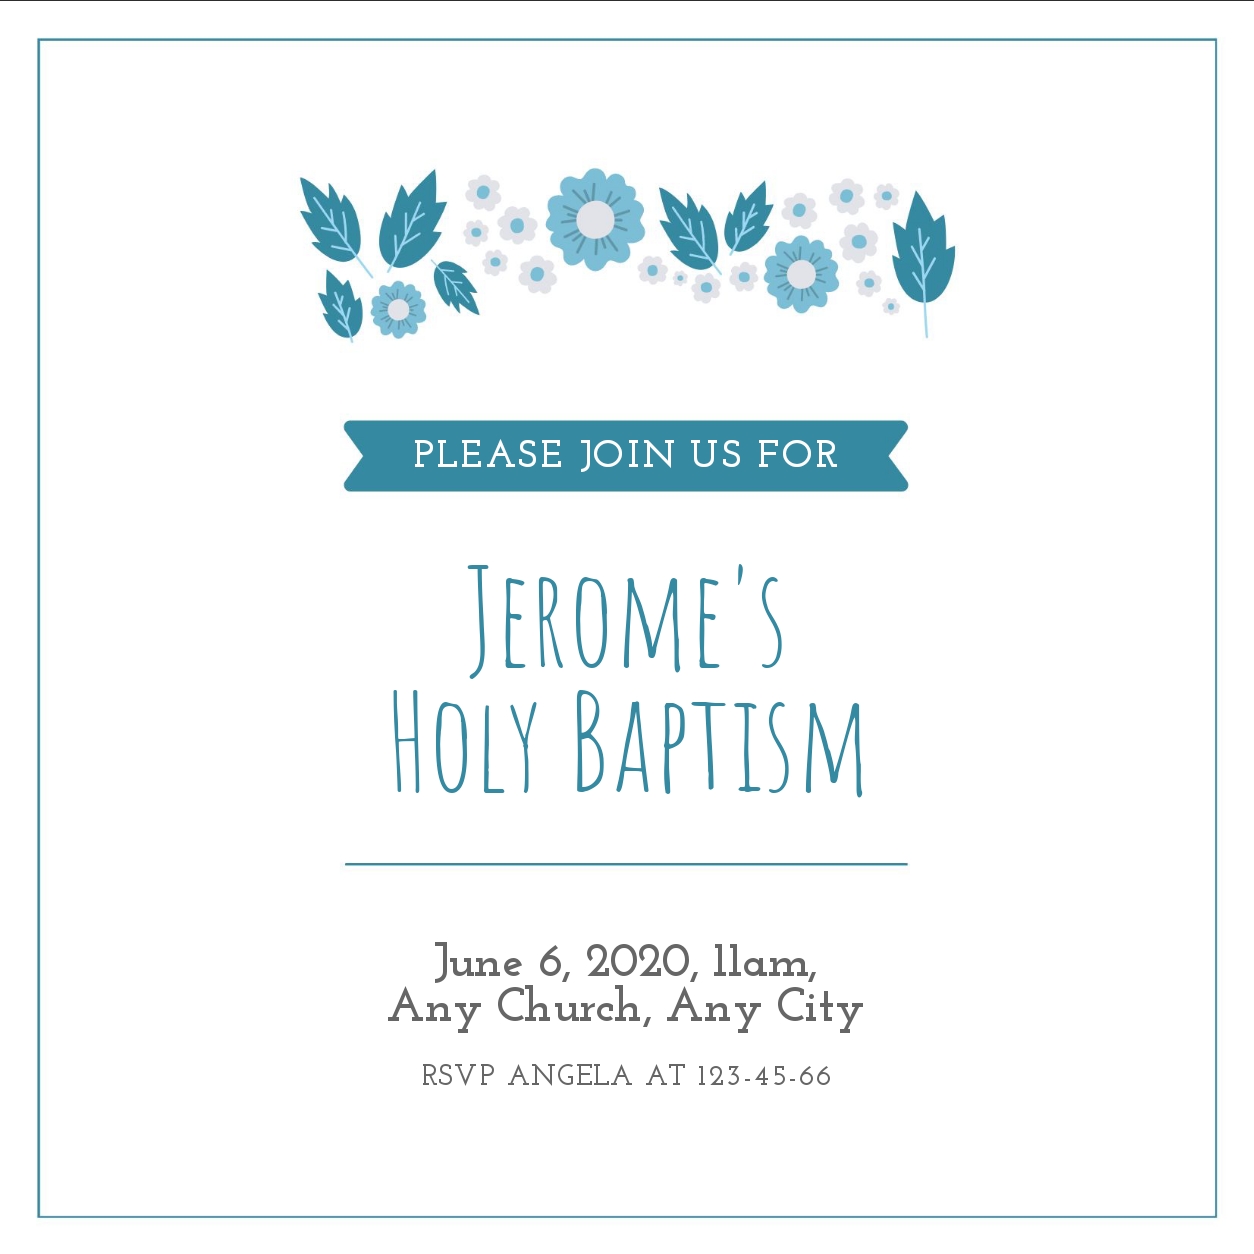 PLEASE JOIN US FOR
JEROME'S
HOLY BAPTISM
June 6, 2020, 11am,
Any Church, Any City
RSVP ANGELA AT 123-45-66